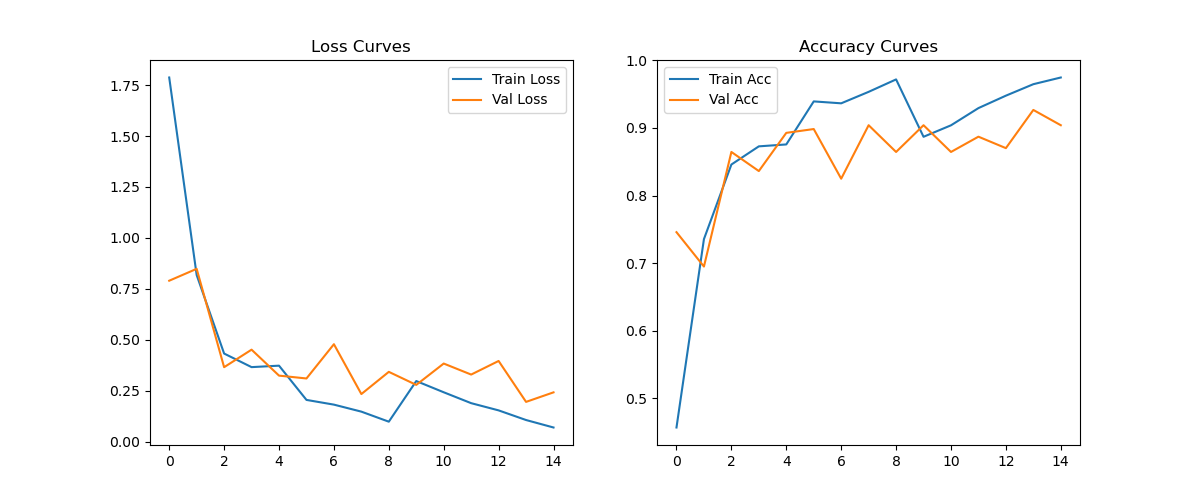 Loss Curves
Train Loss
Val Loss
1.75
1.50
1.25
1.00
0.75
0.50
0.25
0.00
0 2 4 6 8 10 12 14
Accuracy Curves
Train Acc
Val Acc
1.0
0.9
0.8
0.7
0.6
0.5
0 2 4 6 8 10 12 14